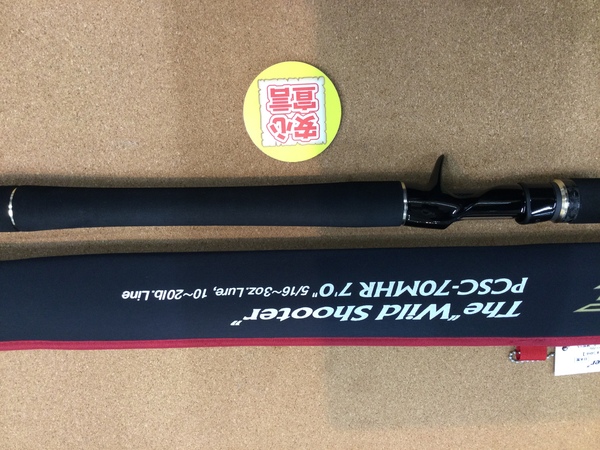 安心
宣言
The "Wild Shooter"
PCSC-70MHR 7'0" 5/16~3oz.Lure, 10~20lb.Line